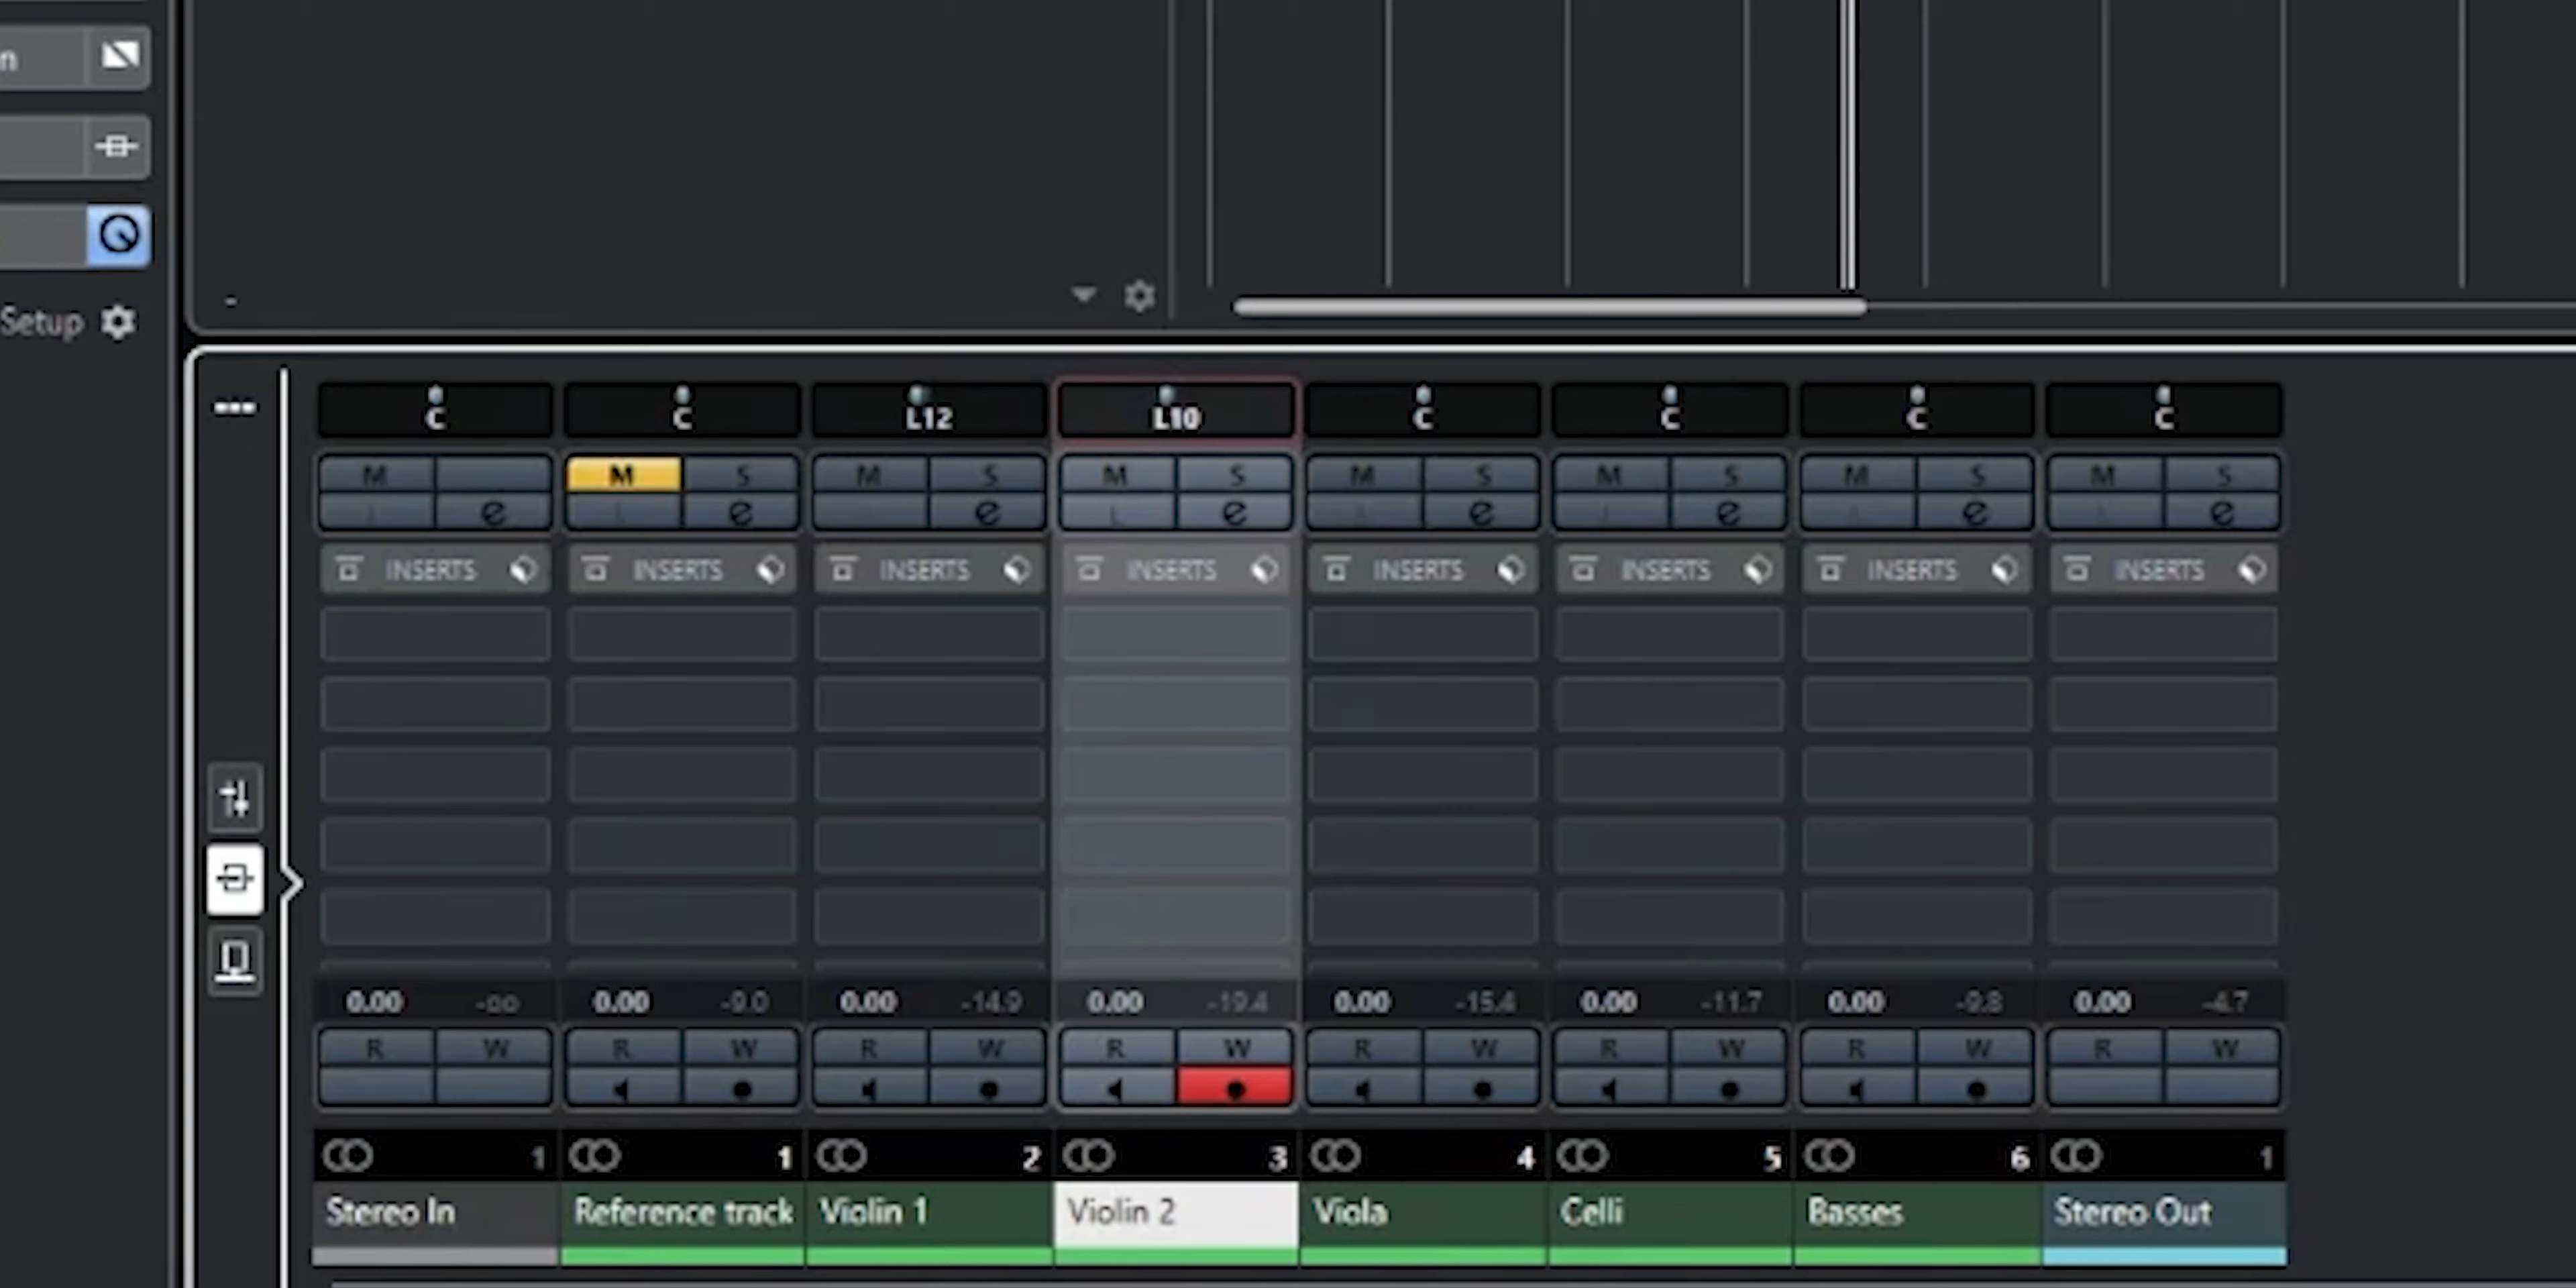 n
Setup
-
C C L12 L10 C C C C
M M S M S M S M S M S M S M S
e e e e e e e e
INSERTS INSERTS INSERTS INSERTS INSERTS INSERTS INSERTS INSERTS
0.00 -oo 0.00 -9.0 0.00 -14.9 0.00 -19.4 0.00 -15.4 0.00 -11.7 0.00 -9.8 0.00 -4.7
R W R W R W R W R W R W R W R W
1 1 2 3 4 5 6 1
Stereo In Reference track Violin 1 Violin 2 Viola Celli Basses Stereo Out